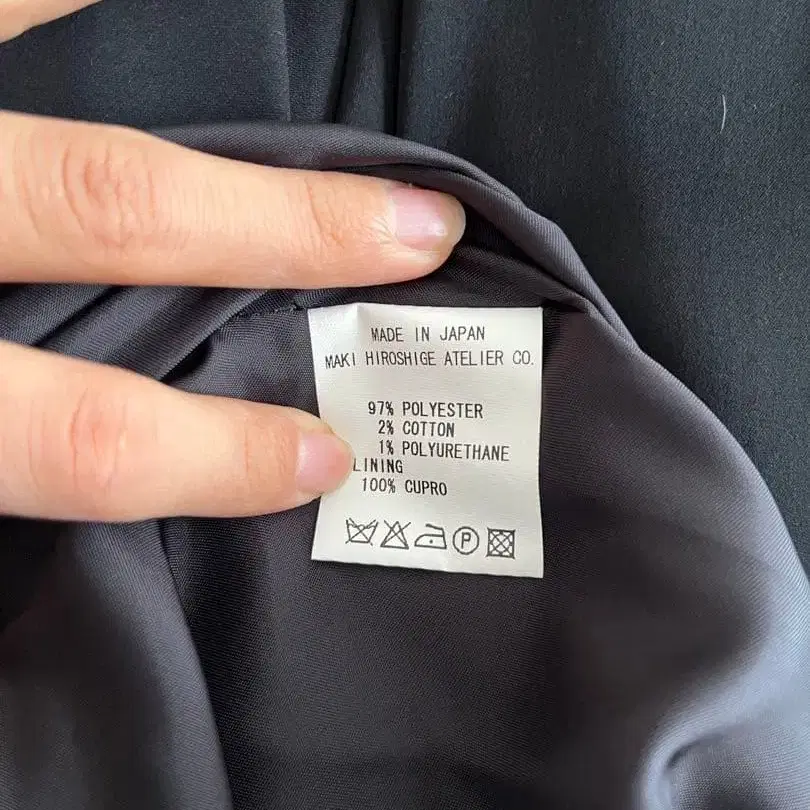 MADE IN JAPAN
MAKI HIROSHIGE ATELIER CO.
97% POLYESTER
2% COTTON
1% POLYURETHANE
LINING
100% CUPRO
P